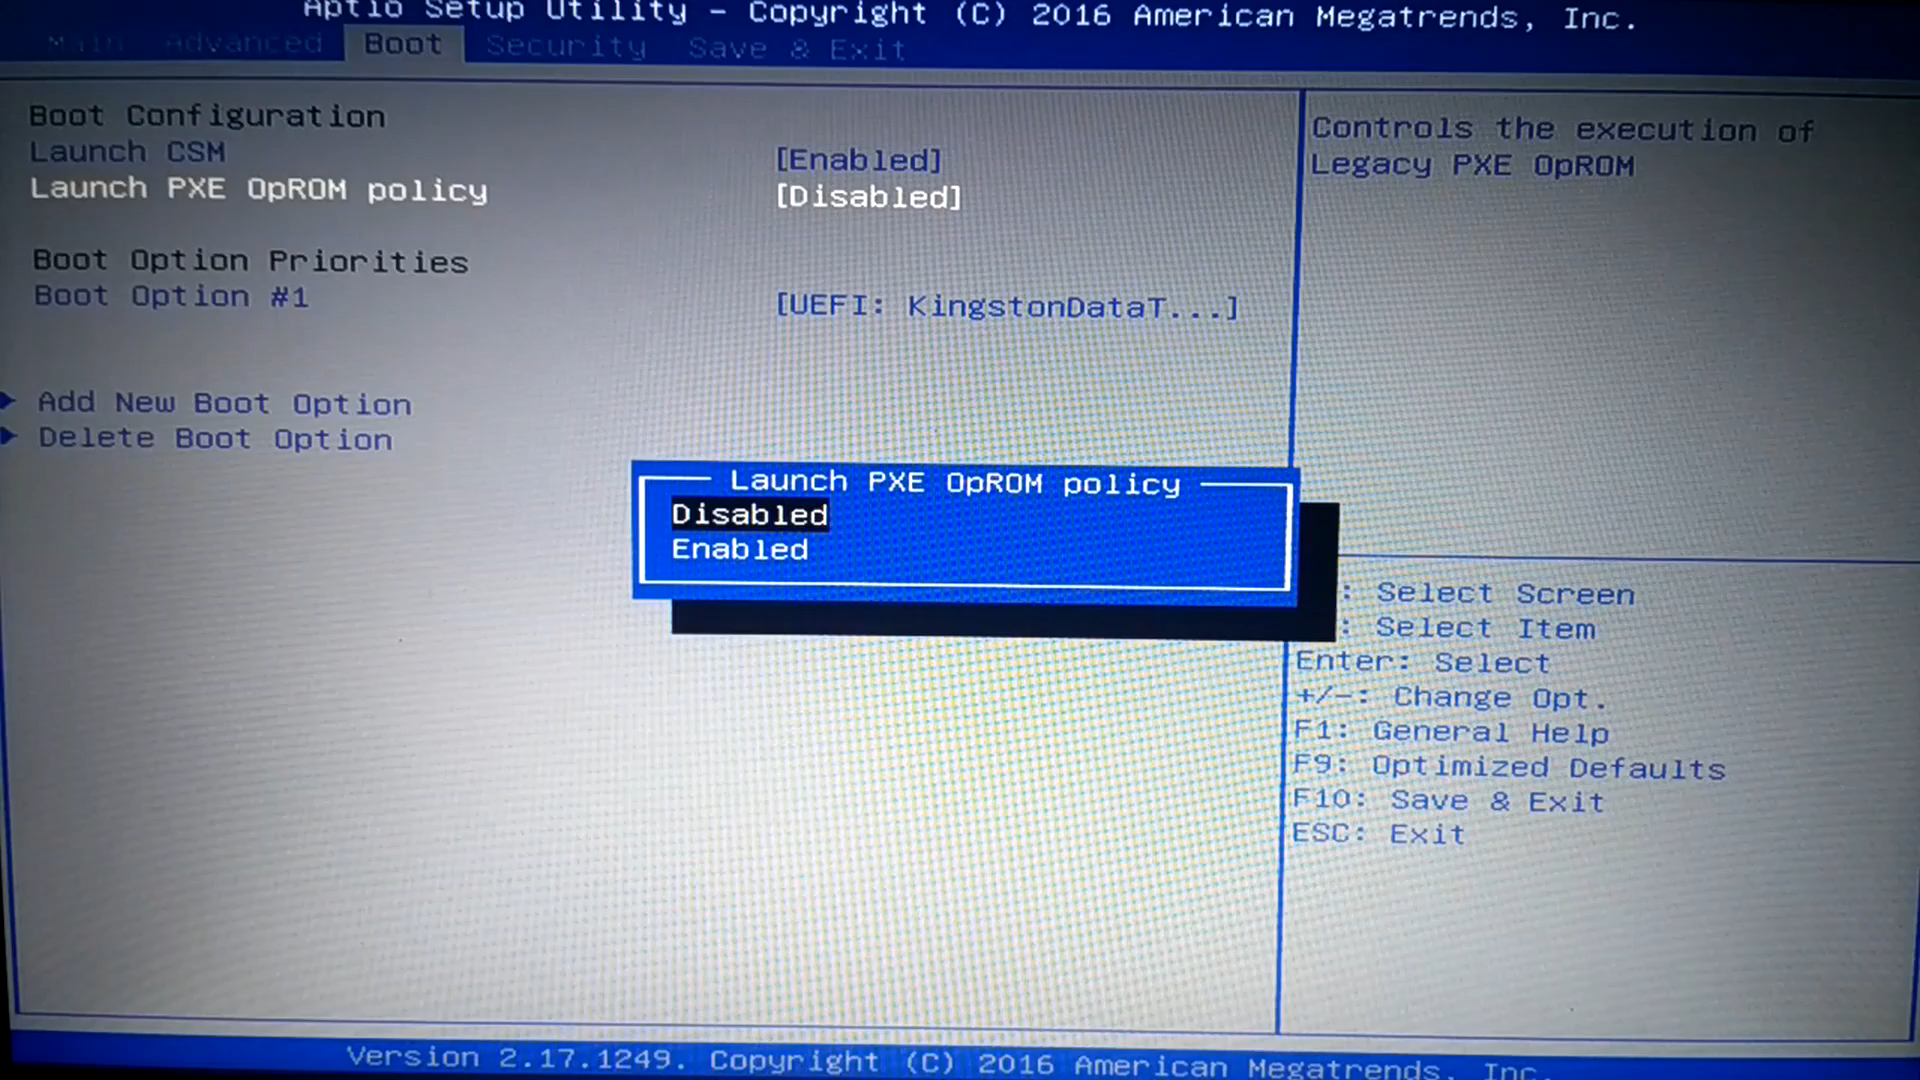 Aptio Setup Utility – Copyright (C) 2016 American Megatrends, Inc.
Main Advanced Boot Security Save & Exit
Boot Configuration
Launch CSM [Enabled]
Launch PXE OpROM policy [Disabled]
Boot Option Priorities
Boot Option #1 [UEFI: KingstonDataT...]
Add New Boot Option
Delete Boot Option
Launch PXE OpROM policy
Disabled
Enabled
Controls the execution of
Legacy PXE OpROM
: Select Screen
: Select Item
Enter: Select
+/-: Change Opt.
F1: General Help
F9: Optimized Defaults
F10: Save & Exit
ESC: Exit
Version 2.17.1249. Copyright (C) 2016 American Megatrends, Inc.